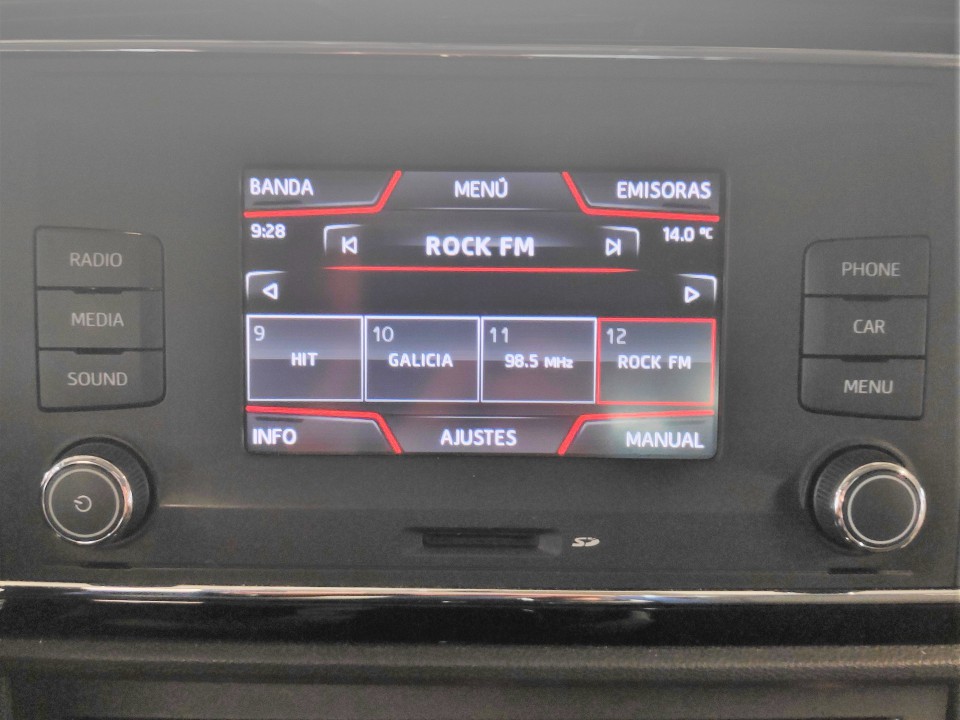 BANDA MENÚ EMISORAS
9:28 ROCK FM 14.0 ºC
9 10 11 12
HIT GALICIA 98.5 MHz ROCK FM
INFO AJUSTES MANUAL
RADIO
MEDIA
SOUND
PHONE
CAR
MENU
SD